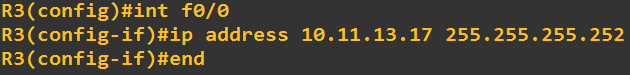 R3(config)#int f0/0
R3(config-if)#ip address 10.11.13.17 255.255.255.252
R3(config-if)#end